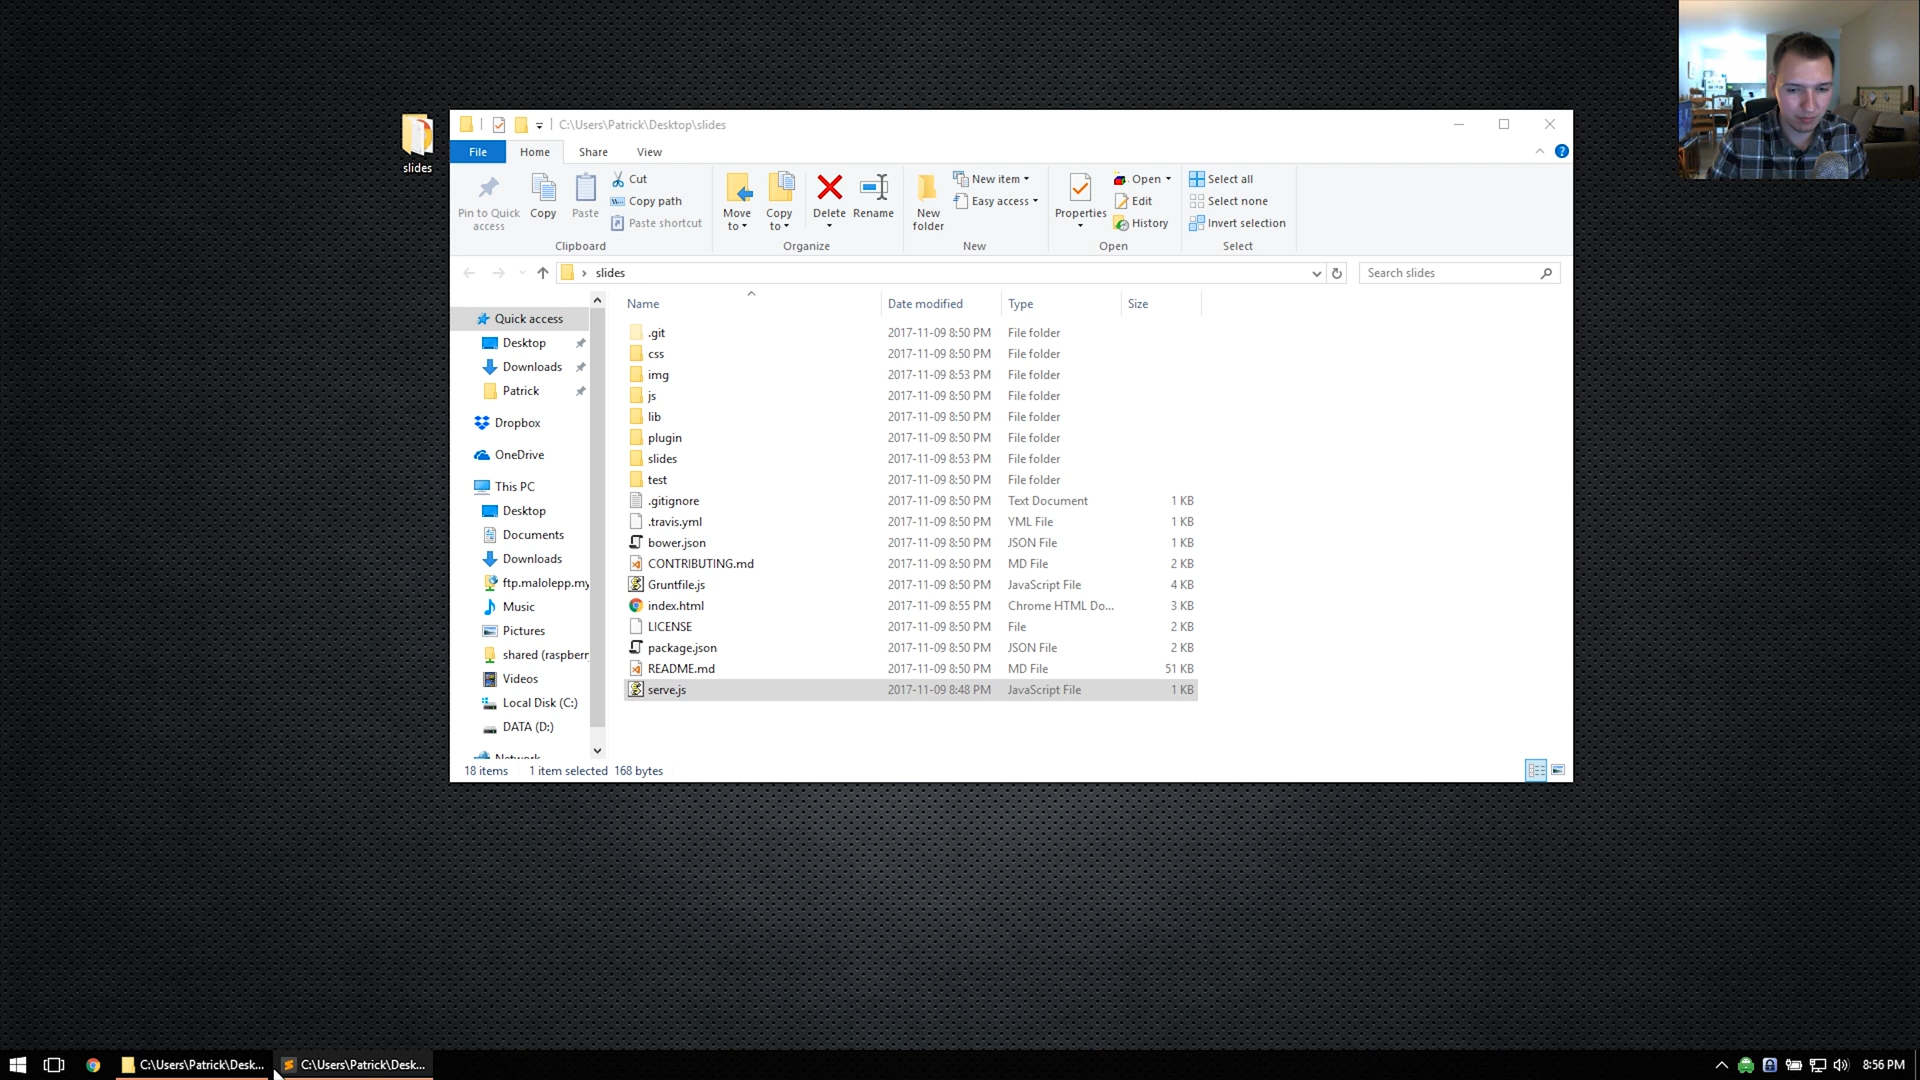 slides
C:\Users\Patrick\Desktop\slides
File Home Share View
Pin to Quick access
Copy
Paste
Cut
Copy path
Paste shortcut
Clipboard
Move to
Copy to
Delete
Rename
Organize
New folder
New item
Easy access
New
Properties
Open
Edit
History
Open
Select all
Select none
Invert selection
Select
slides
Search slides
Name Date modified Type Size
Quick access
Desktop
Downloads
Patrick
Dropbox
OneDrive
This PC
Desktop
Documents
Downloads
ftp.malolepp.my
Music
Pictures
shared (raspberr
Videos
Local Disk (C:)
DATA (D:)
Network
.git 2017-11-09 8:50 PM File folder
css 2017-11-09 8:50 PM File folder
img 2017-11-09 8:53 PM File folder
js 2017-11-09 8:50 PM File folder
lib 2017-11-09 8:50 PM File folder
plugin 2017-11-09 8:50 PM File folder
slides 2017-11-09 8:53 PM File folder
test 2017-11-09 8:50 PM File folder
.gitignore 2017-11-09 8:50 PM Text Document 1 KB
.travis.yml 2017-11-09 8:50 PM YML File 1 KB
bower.json 2017-11-09 8:50 PM JSON File 1 KB
CONTRIBUTING.md 2017-11-09 8:50 PM MD File 2 KB
Gruntfile.js 2017-11-09 8:50 PM JavaScript File 4 KB
index.html 2017-11-09 8:55 PM Chrome HTML Do... 3 KB
LICENSE 2017-11-09 8:50 PM File 2 KB
package.json 2017-11-09 8:50 PM JSON File 2 KB
README.md 2017-11-09 8:50 PM MD File 51 KB
serve.js 2017-11-09 8:48 PM JavaScript File 1 KB
18 items 1 item selected 168 bytes
C:\Users\Patrick\Desk... C:\Users\Patrick\Desk... 8:56 PM